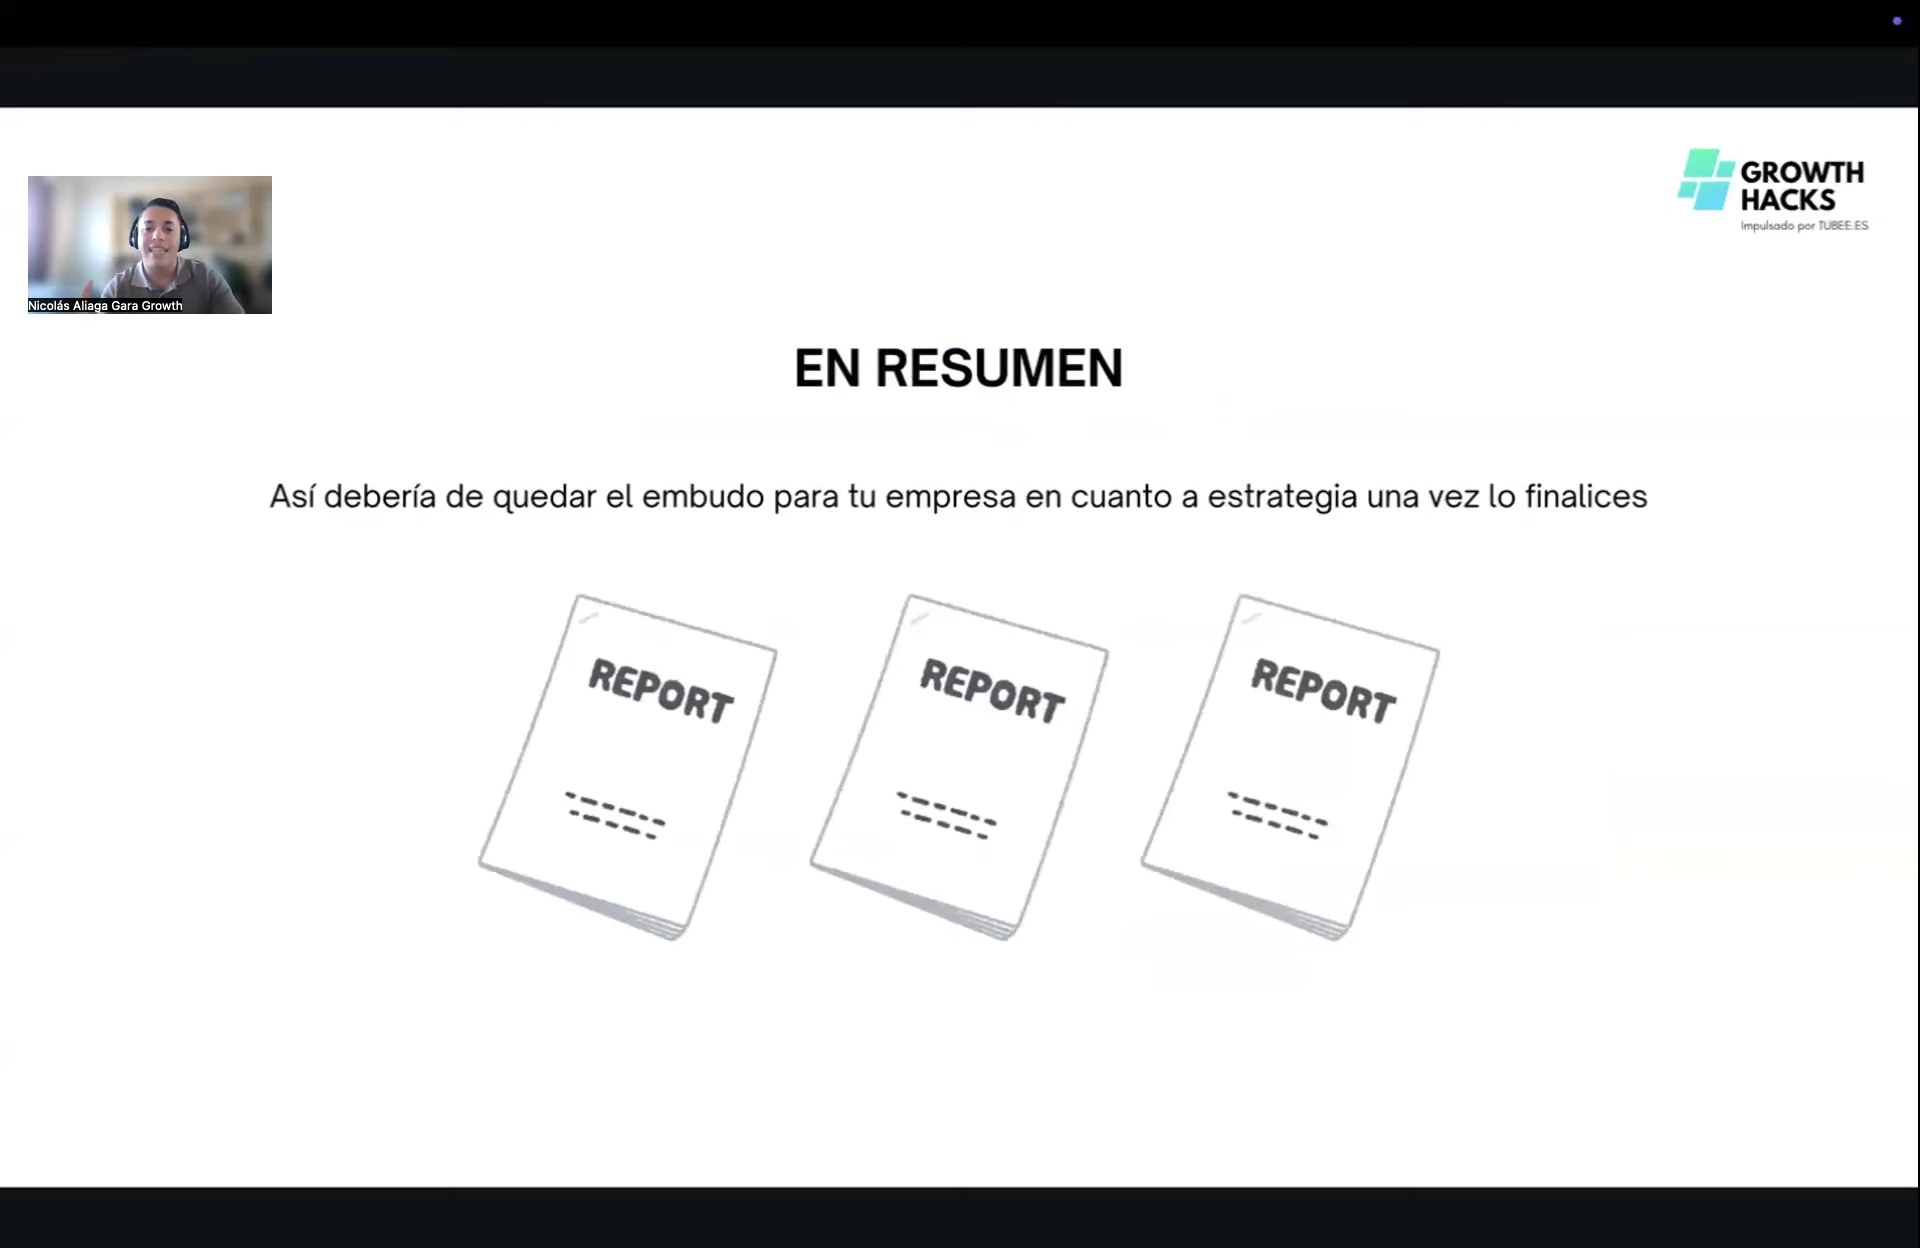 GROWTH
HACKS
Impulsado por TUBEE.ES
Nicolás Aliaga Gara Growth
EN RESUMEN
Así debería de quedar el embudo para tu empresa en cuanto a estrategia una vez lo finalices
REPORT
REPORT
REPORT